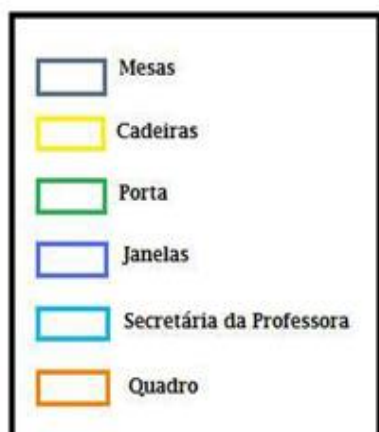 Mesas
Cadeiras
Porta
Janelas
Secretária da Professora
Quadro